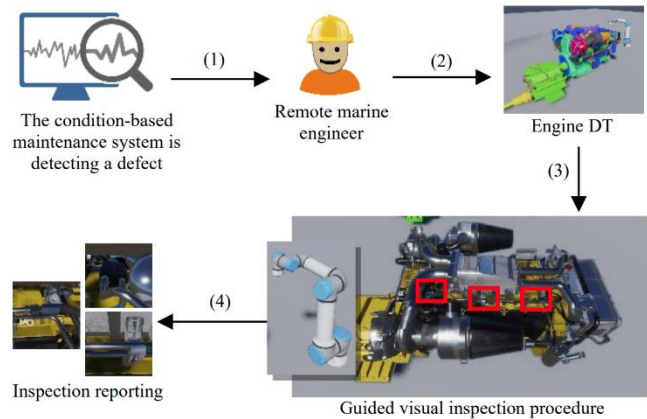 (1)
(2)
The condition-based
maintenance system is
detecting a defect
Remote marine
engineer
Engine DT
(3)
(4)
Inspection reporting
Guided visual inspection procedure